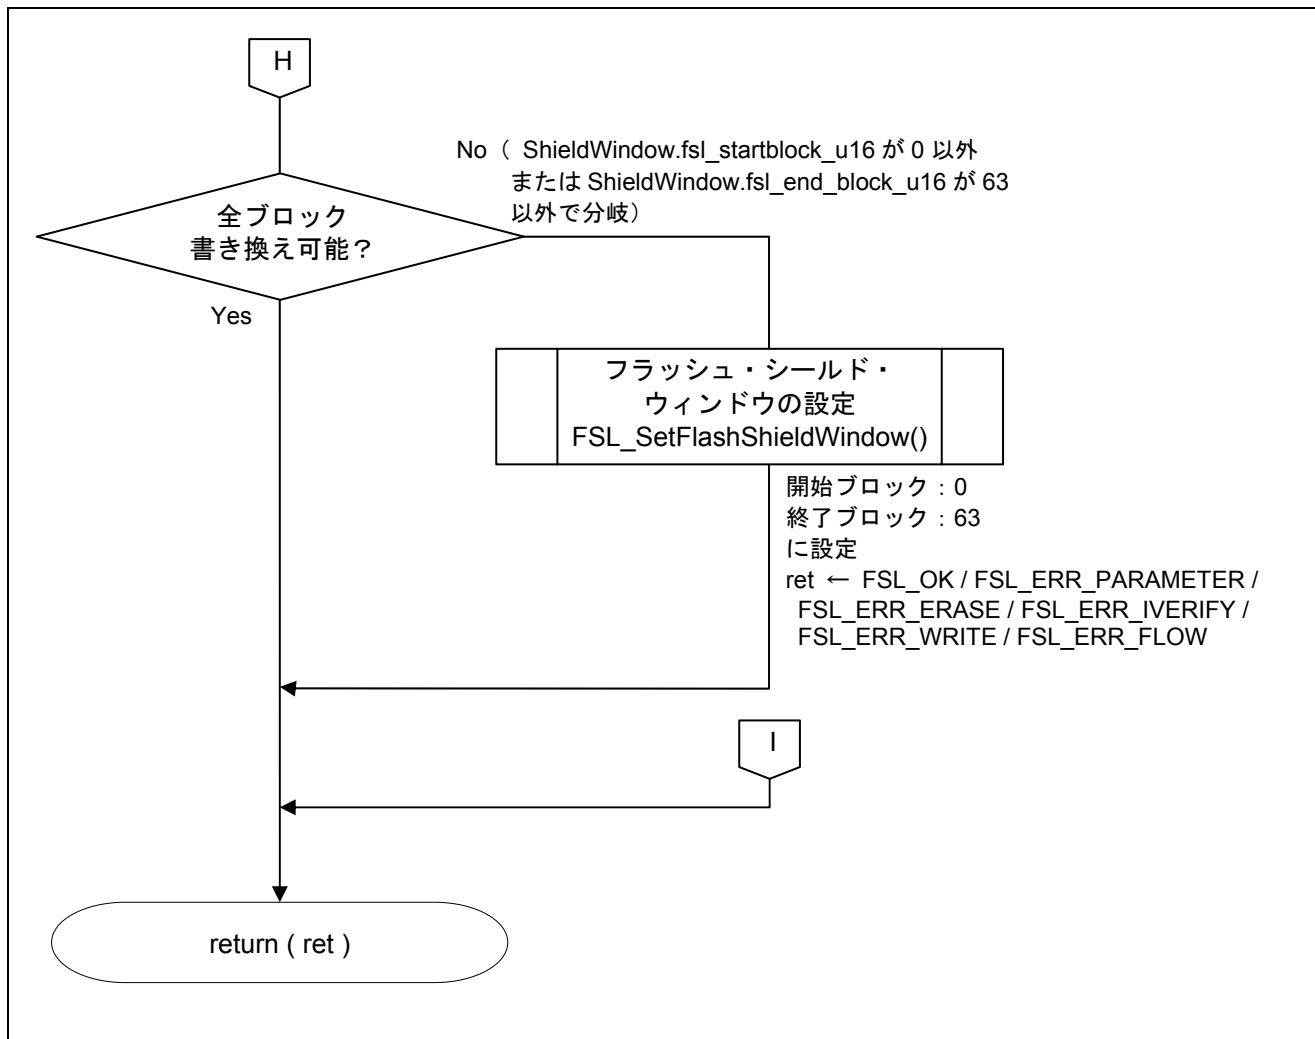 H
No（ ShieldWindow.fsl_startblock_u16 が 0 以外
または ShieldWindow.fsl_end_block_u16 が 63
以外で分岐）
全ブロック
書き換え可能？
Yes
フラッシュ・シールド・
ウィンドウの設定
FSL_SetFlashShieldWindow()
開始ブロック：0
終了ブロック：63
に設定
ret ← FSL_OK / FSL_ERR_PARAMETER /
FSL_ERR_ERASE / FSL_ERR_IVERIFY /
FSL_ERR_WRITE / FSL_ERR_FLOW
I
return ( ret )